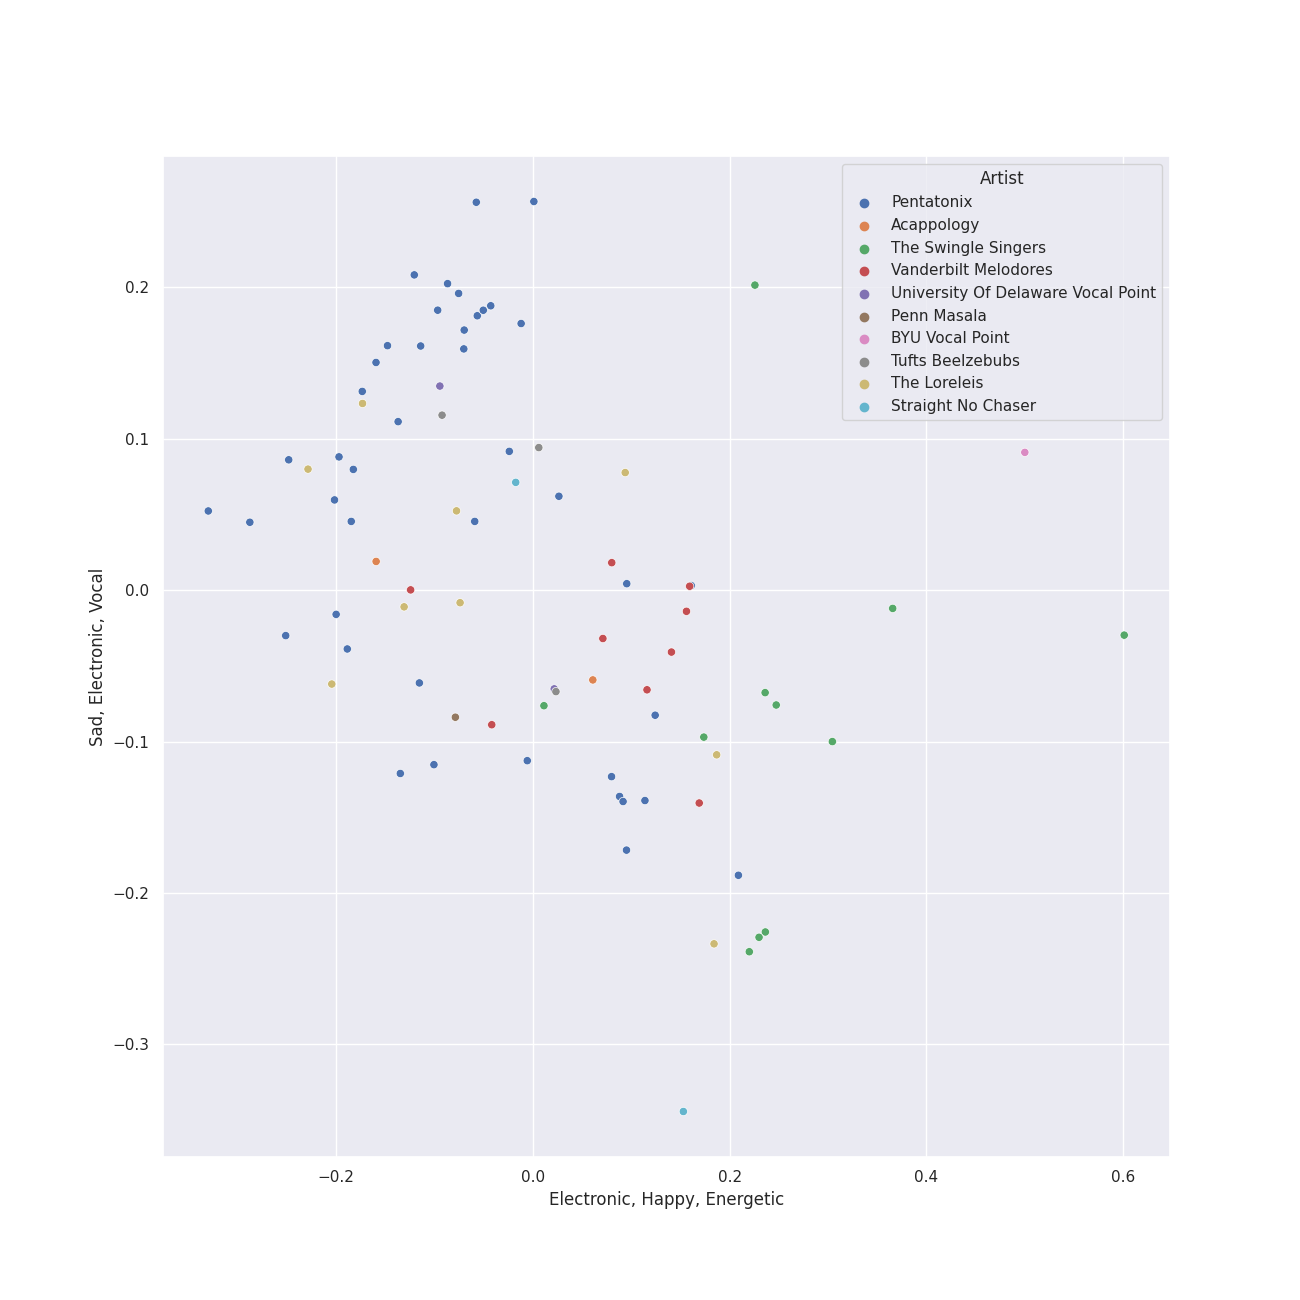 Artist
Pentatonix
Acappology
The Swingle Singers
Vanderbilt Melodores
University Of Delaware Vocal Point
Penn Masala
BYU Vocal Point
Tufts Beelzebubs
The Loreleis
Straight No Chaser
0.2
0.1
0.0
−0.1
−0.2
−0.3
Sad, Electronic, Vocal
−0.2 0.0 0.2 0.4 0.6
Electronic, Happy, Energetic